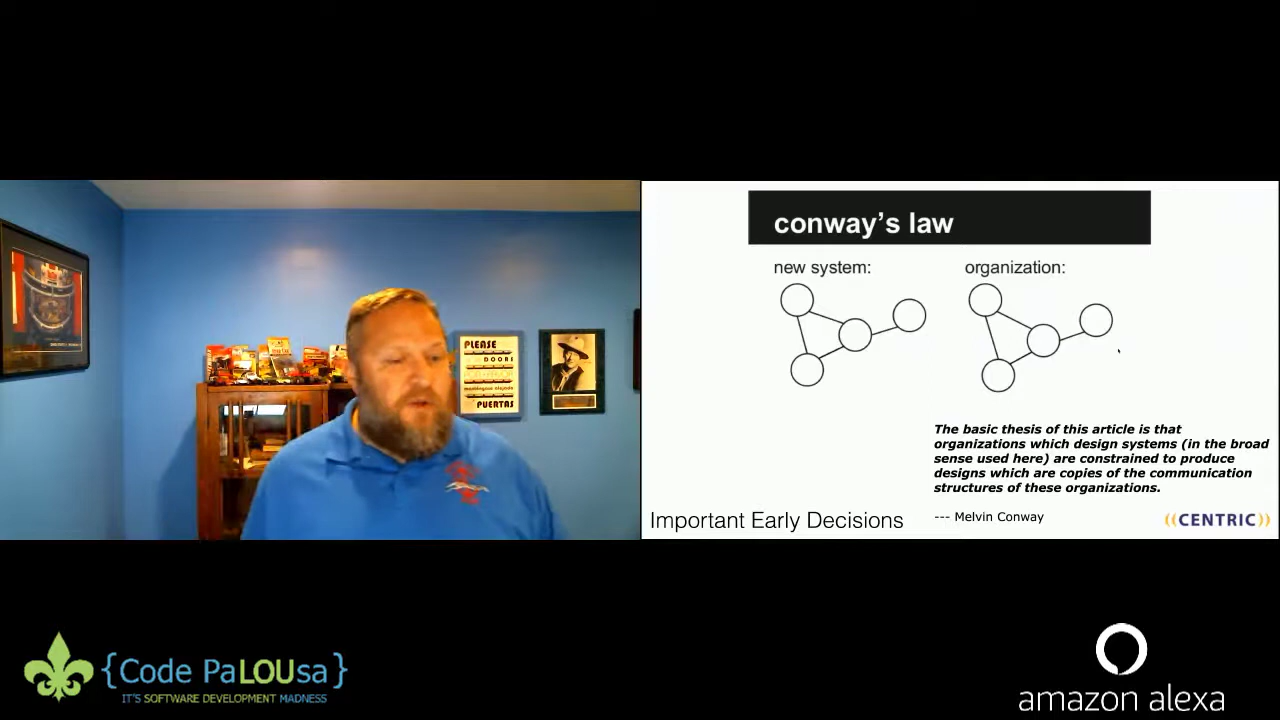 conway's law
new system:
organization:
The basic thesis of this article is that
organizations which design systems (in the broad
sense used here) are constrained to produce
designs which are copies of the communication
structures of these organizations.
--- Melvin Conway
Important Early Decisions
((CENTRIC))
PLEASE
DOORS
PUERTAS
{Code PaLOUsa}
IT'S SOFTWARE DEVELOPMENT MADNESS
amazon alexa